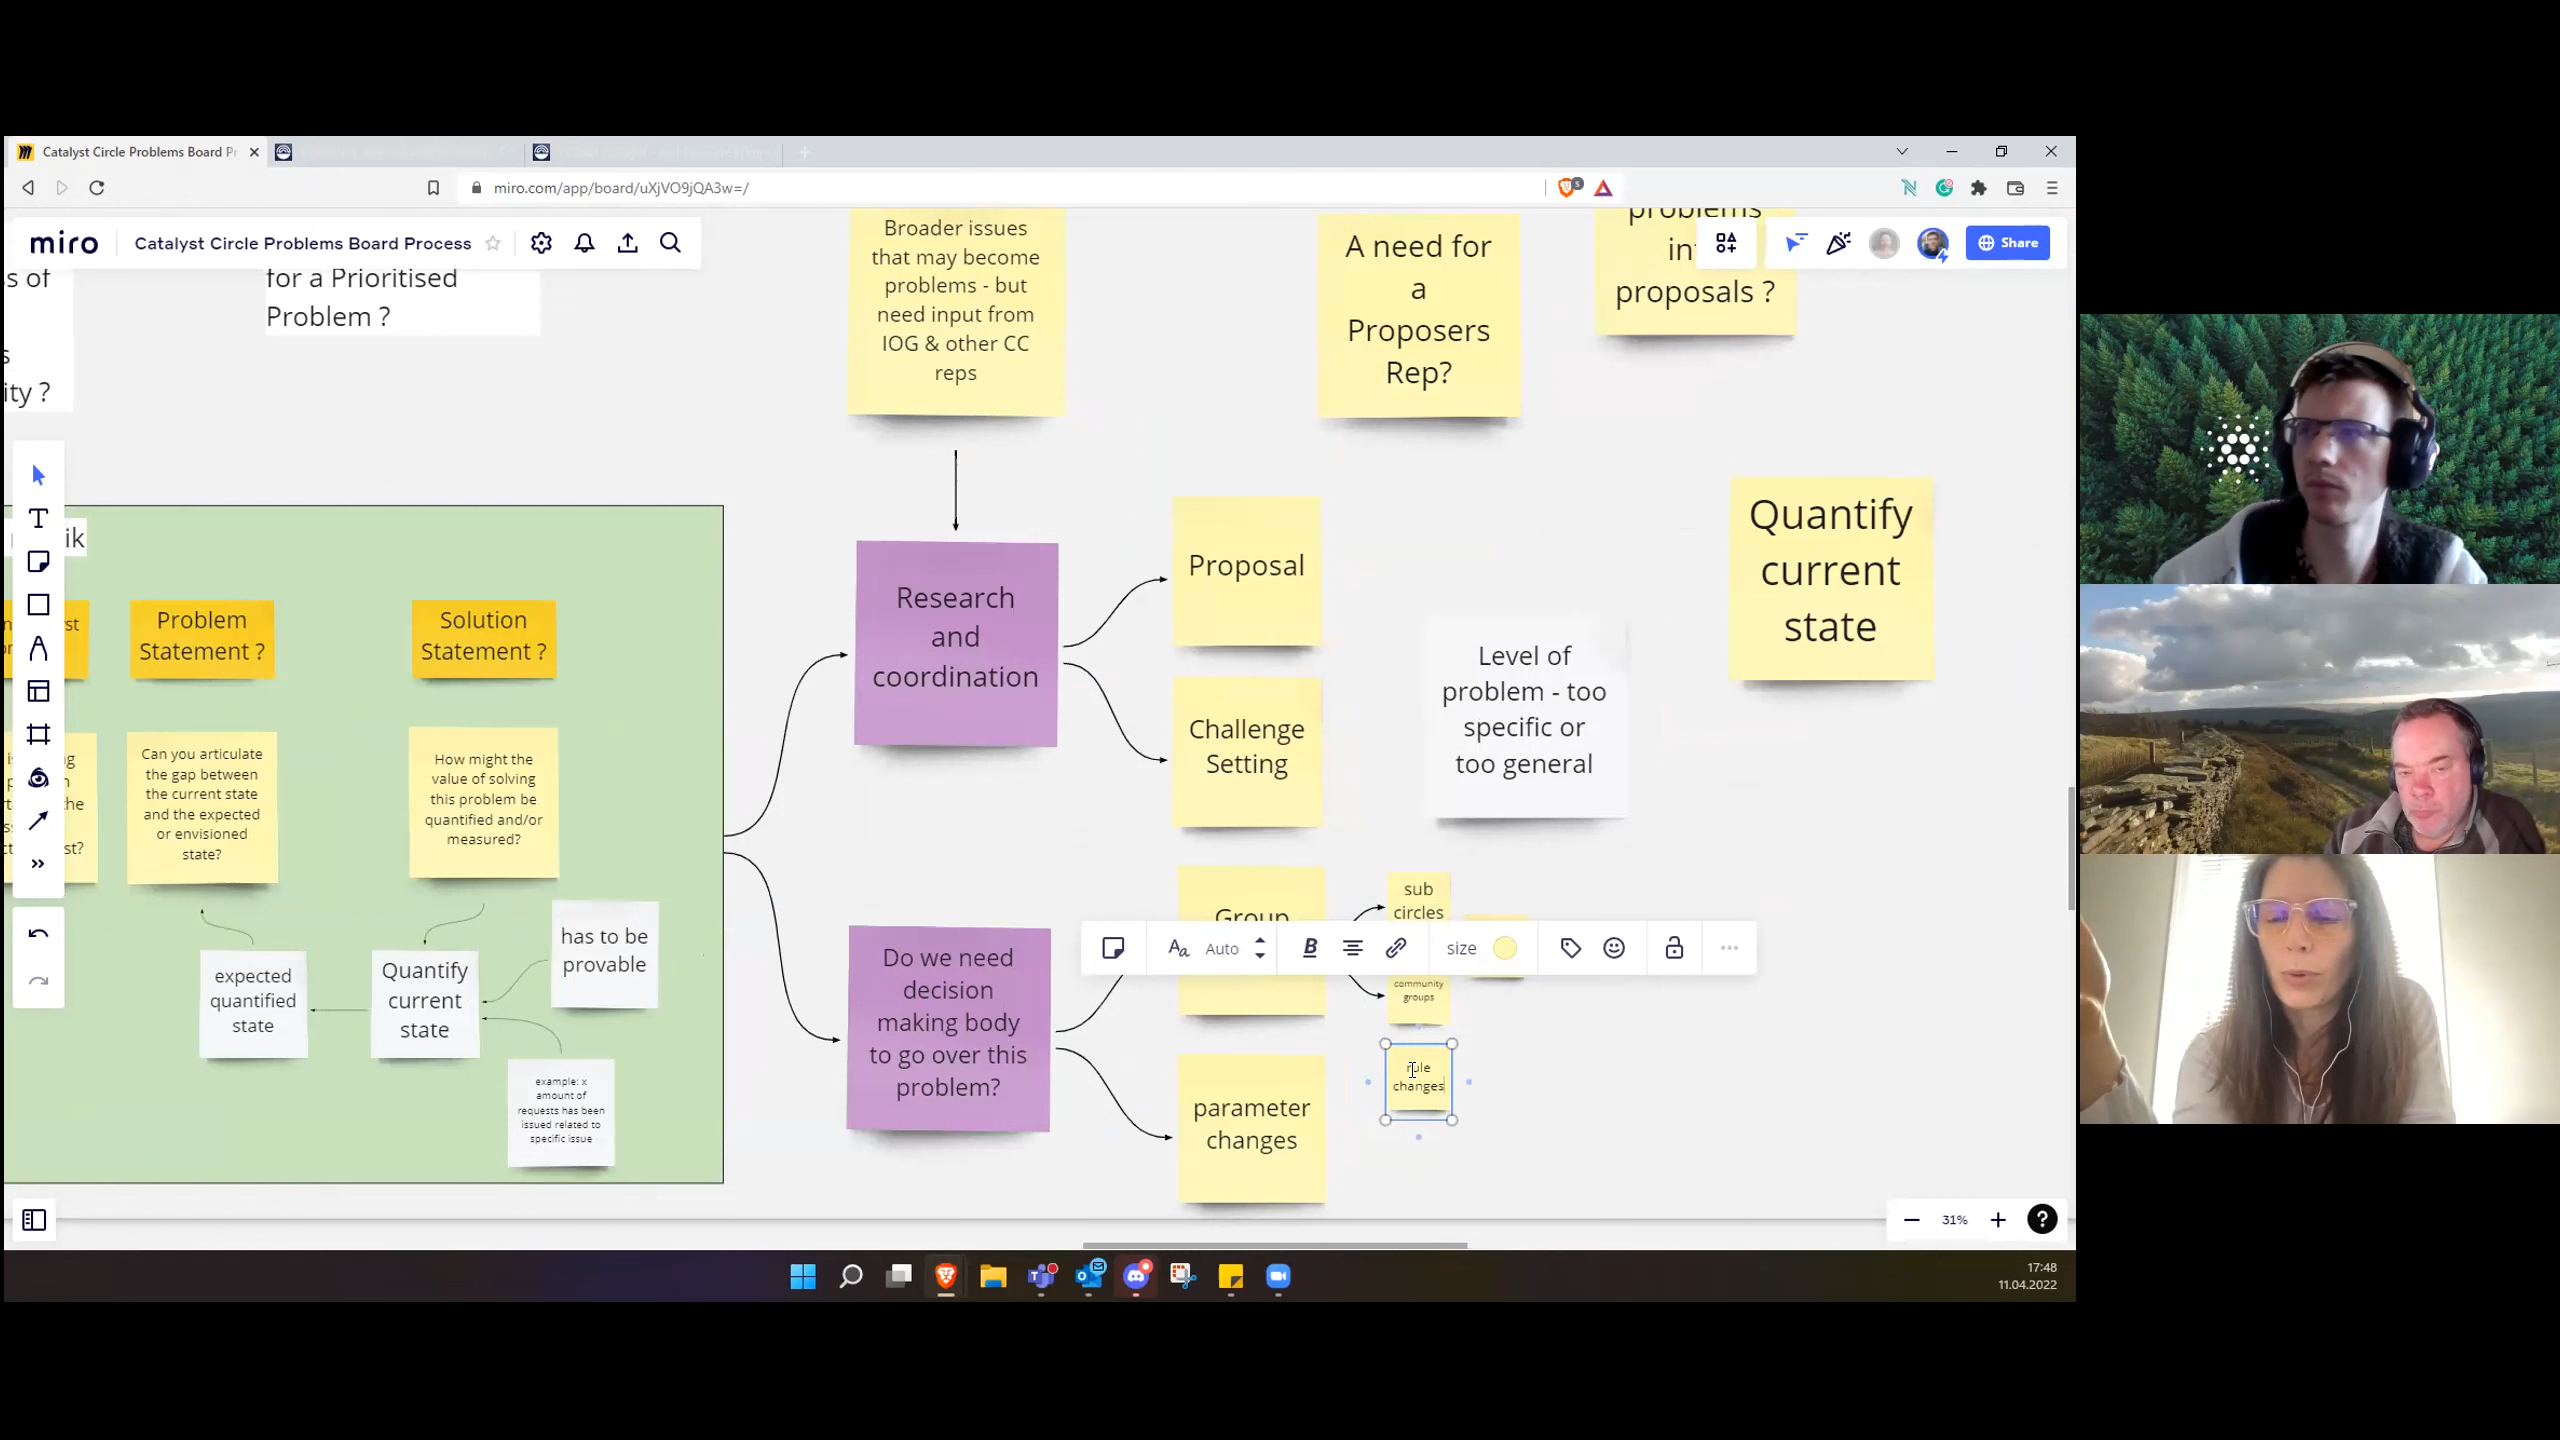 Catalyst Circle Problems Board Pr
miro.com/app/board/uXjVO9jQA3w=/
miro
Catalyst Circle Problems Board Process
Share
s of
s
ity ?
for a Prioritised
Problem ?
Broader issues
that may become
problems - but
need input from
IOG & other CC
reps
A need for
a
Proposers
Rep?
problems
in
proposals ?
ik
Problem
Statement ?
Solution
Statement ?
Can you articulate
the gap between
the current state
and the expected
or envisioned
state?
How might the
value of solving
this problem be
quantified and/or
measured?
expected
quantified
state
Quantify
current
state
has to be
provable
example: x
amount of
requests has been
issued related to
specific issue
Research
and
coordination
Proposal
Challenge
Setting
Level of
problem - too
specific or
too general
Quantify
current
state
Do we need
decision
making body
to go over this
problem?
Group
sub
circles
Auto
B
size
community
groups
rule
changes
parameter
changes
31%
17:48
11.04.2022